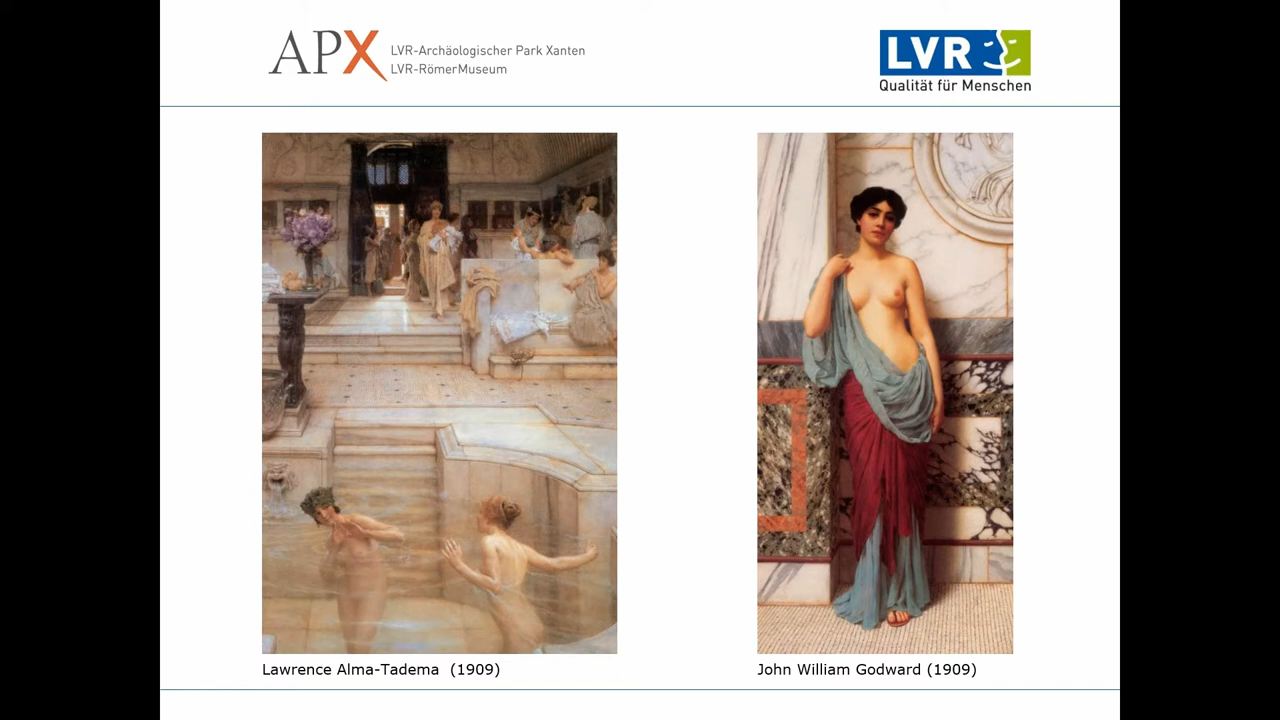 APX
LVR-Archäologischer Park Xanten
LVR-RömerMuseum
LVR
Qualität für Menschen
Lawrence Alma-Tadema (1909)
John William Godward (1909)